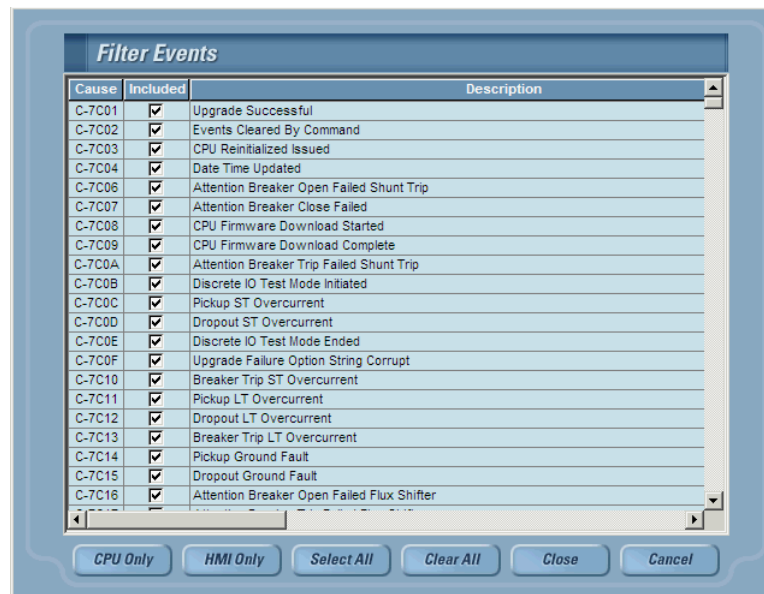 Filter Events
Cause Included Description
C-7C01 Upgrade Successful
C-7C02 Events Cleared By Command
C-7C03 CPU Reinitialized Issued
C-7C04 Date Time Updated
C-7C06 Attention Breaker Open Failed Shunt Trip
C-7C07 Attention Breaker Close Failed
C-7C08 CPU Firmware Download Started
C-7C09 CPU Firmware Download Complete
C-7C0A Attention Breaker Trip Failed Shunt Trip
C-7C0B Discrete IO Test Mode Initiated
C-7C0C Pickup ST Overcurrent
C-7C0D Dropout ST Overcurrent
C-7C0E Discrete IO Test Mode Ended
C-7C0F Upgrade Failure Option String Corrupt
C-7C10 Breaker Trip ST Overcurrent
C-7C11 Pickup LT Overcurrent
C-7C12 Dropout LT Overcurrent
C-7C13 Breaker Trip LT Overcurrent
C-7C14 Pickup Ground Fault
C-7C15 Dropout Ground Fault
C-7C16 Attention Breaker Open Failed Flux Shifter
CPU Only HMI Only Select All Clear All Close Cancel